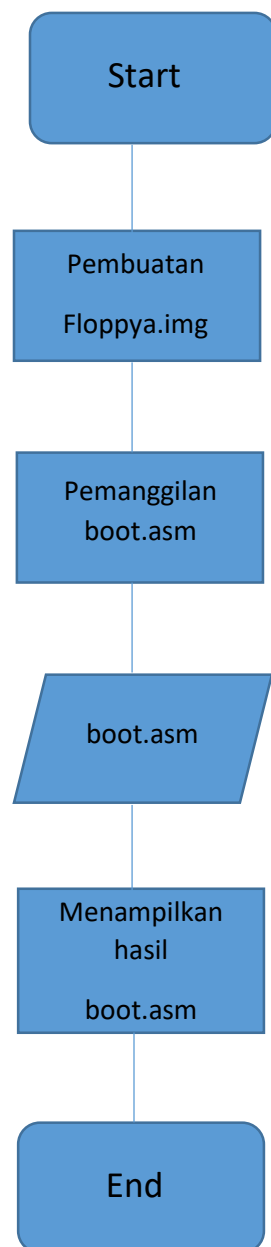 Start
Pembuatan
Floppya.img
Pemanggilan
boot.asm
boot.asm
Menampilkan
hasil
boot.asm
End